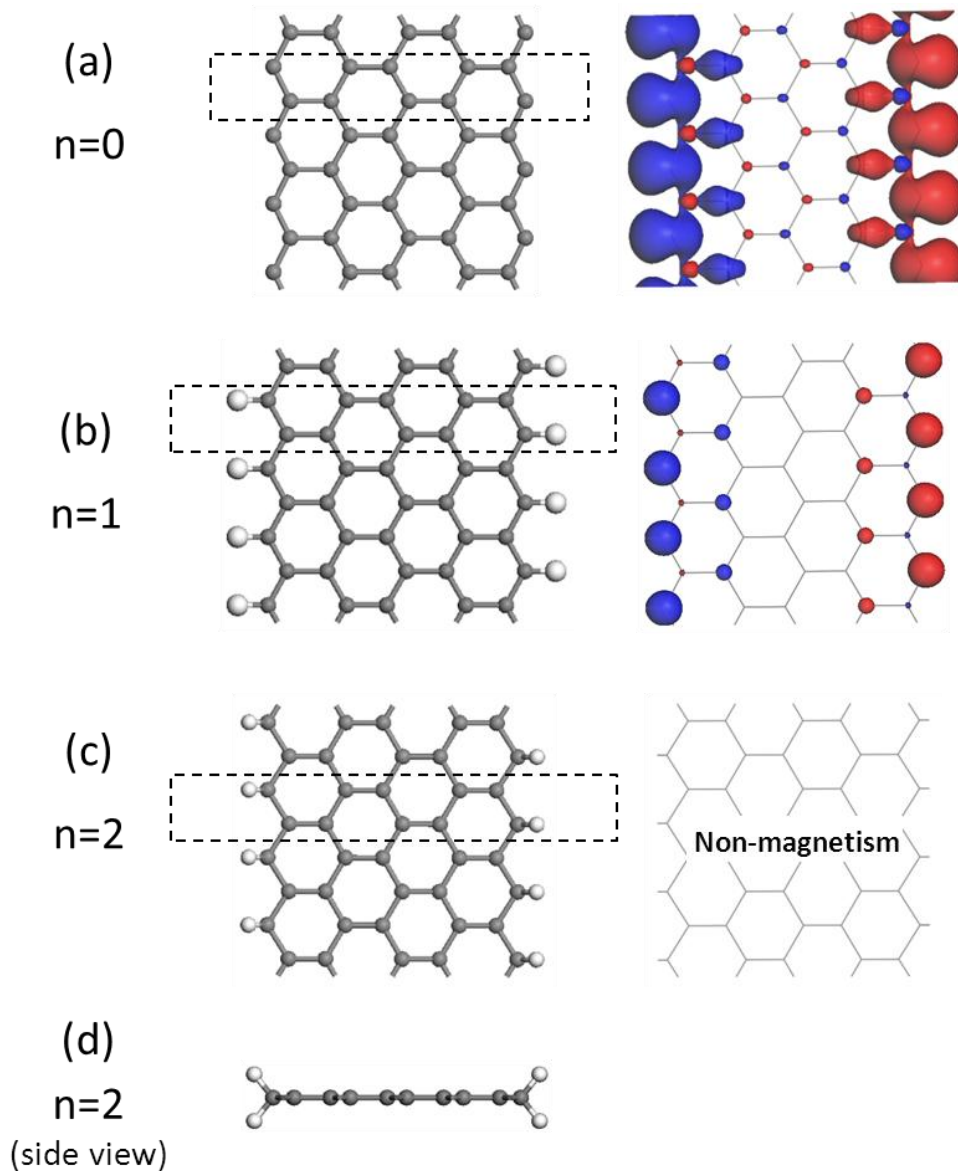 (a)
n=0
(b)
n=1
(c)
n=2
Non-magnetism
(d)
n=2
(side view)